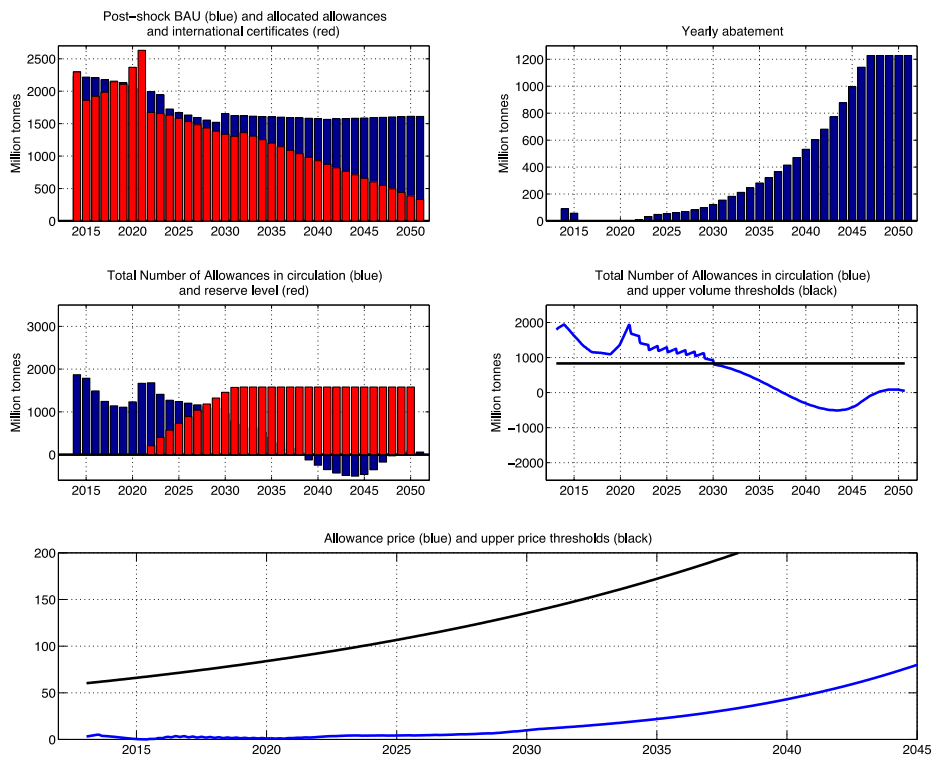 Post−shock BAU (blue) and allocated allowances
and international certificates (red)
Million tonnes
2500
2000
1500
1000
500
0
2015 2020 2025 2030 2035 2040 2045 2050
Yearly abatement
Million tonnes
1200
1000
800
600
400
200
0
2015 2020 2025 2030 2035 2040 2045 2050
Total Number of Allowances in circulation (blue)
and reserve level (red)
Million tonnes
3000
2000
1000
0
2015 2020 2025 2030 2035 2040 2045 2050
Total Number of Allowances in circulation (blue)
and upper volume thresholds (black)
Million tonnes
2000
1000
0
−1000
−2000
2015 2020 2025 2030 2035 2040 2045 2050
Allowance price (blue) and upper price thresholds (black)
200
150
100
50
0
2015 2020 2025 2030 2035 2040 2045